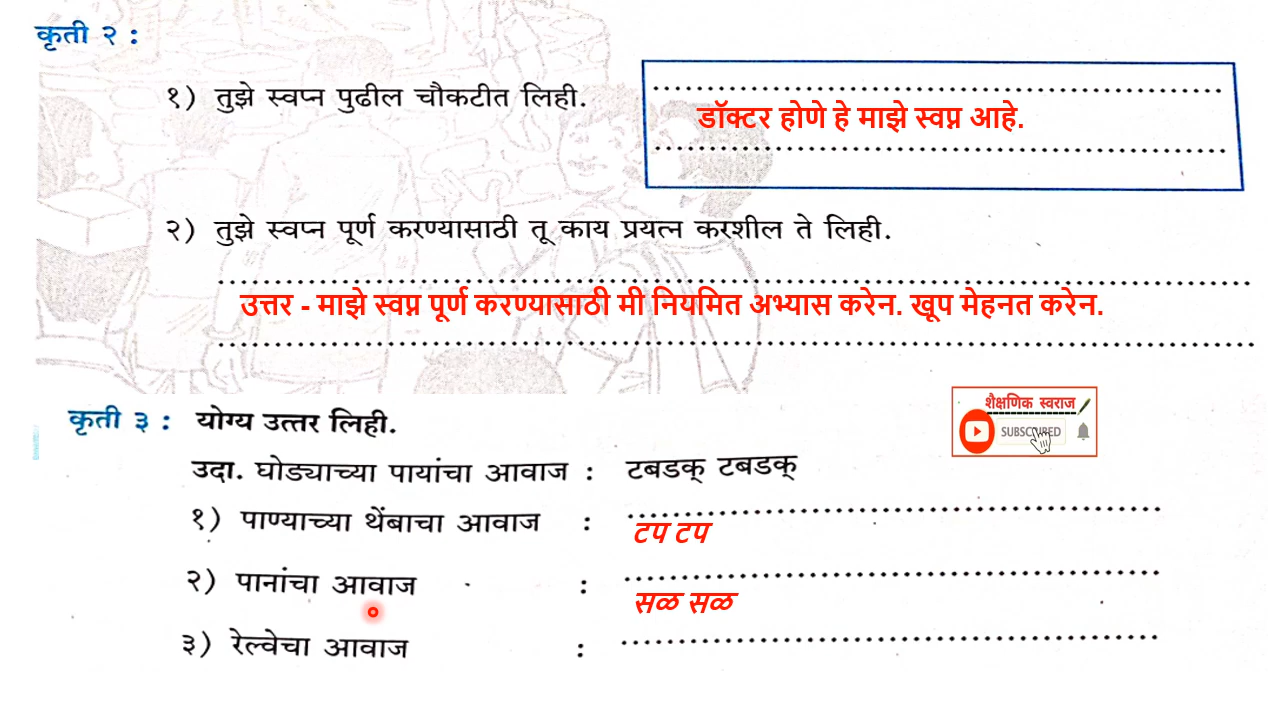 कृती २ :
१) तुझे स्वप्न पुढील चौकटीत लिही.
डॉक्टर होणे हे माझे स्वप्न आहे.
२) तुझे स्वप्न पूर्ण करण्यासाठी तू काय प्रयत्न करशील ते लिही.
उत्तर - माझे स्वप्न पूर्ण करण्यासाठी मी नियमित अभ्यास करेन. खूप मेहनत करेन.
शैक्षणिक स्वराज
SUBSCRIBED
कृती ३ : योग्य उत्तर लिही.
उदा. घोड्याच्या पायांचा आवाज : टबडक् टबडक्
१) पाण्याच्या थेंबाचा आवाज :
टप टप
२) पानांचा आवाज :
सळ सळ
३) रेल्वेचा आवाज :